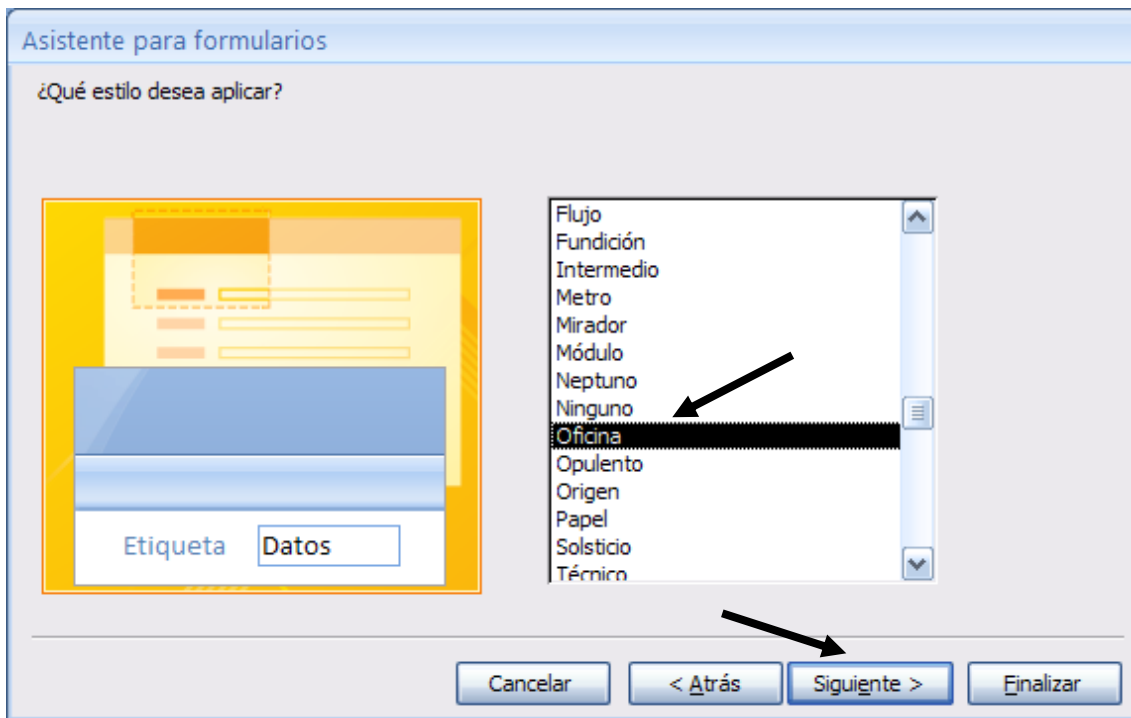 Asistente para formularios
¿Qué estilo desea aplicar?
Flujo
Fundición
Intermedio
Metro
Mirador
Módulo
Neptuno
Ninguno
Oficina
Opulento
Origen
Papel
Solsticio
Técnico
Etiqueta Datos
Cancelar < Atrás Siguiente > Finalizar